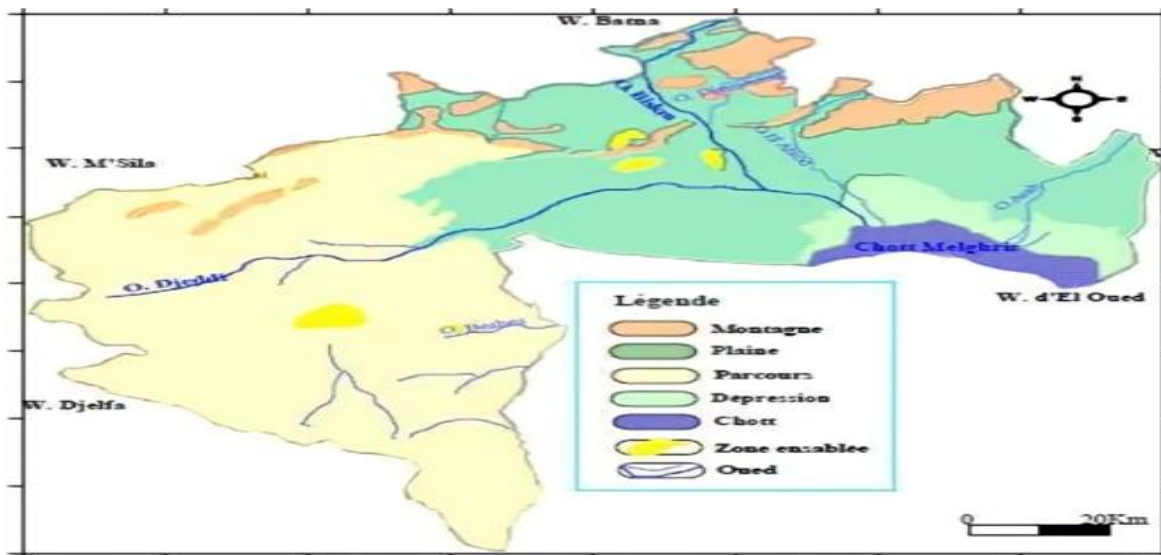 W. Batna
O. Biskra
W. M'Sila
Chott Melghrir
O. Djeddi
W. d'El Oued
Légende
Montagne
Plaine
Parcours
Dépression
Chott
Zone ensablée
Oued
W. Djelfa
0 20Km